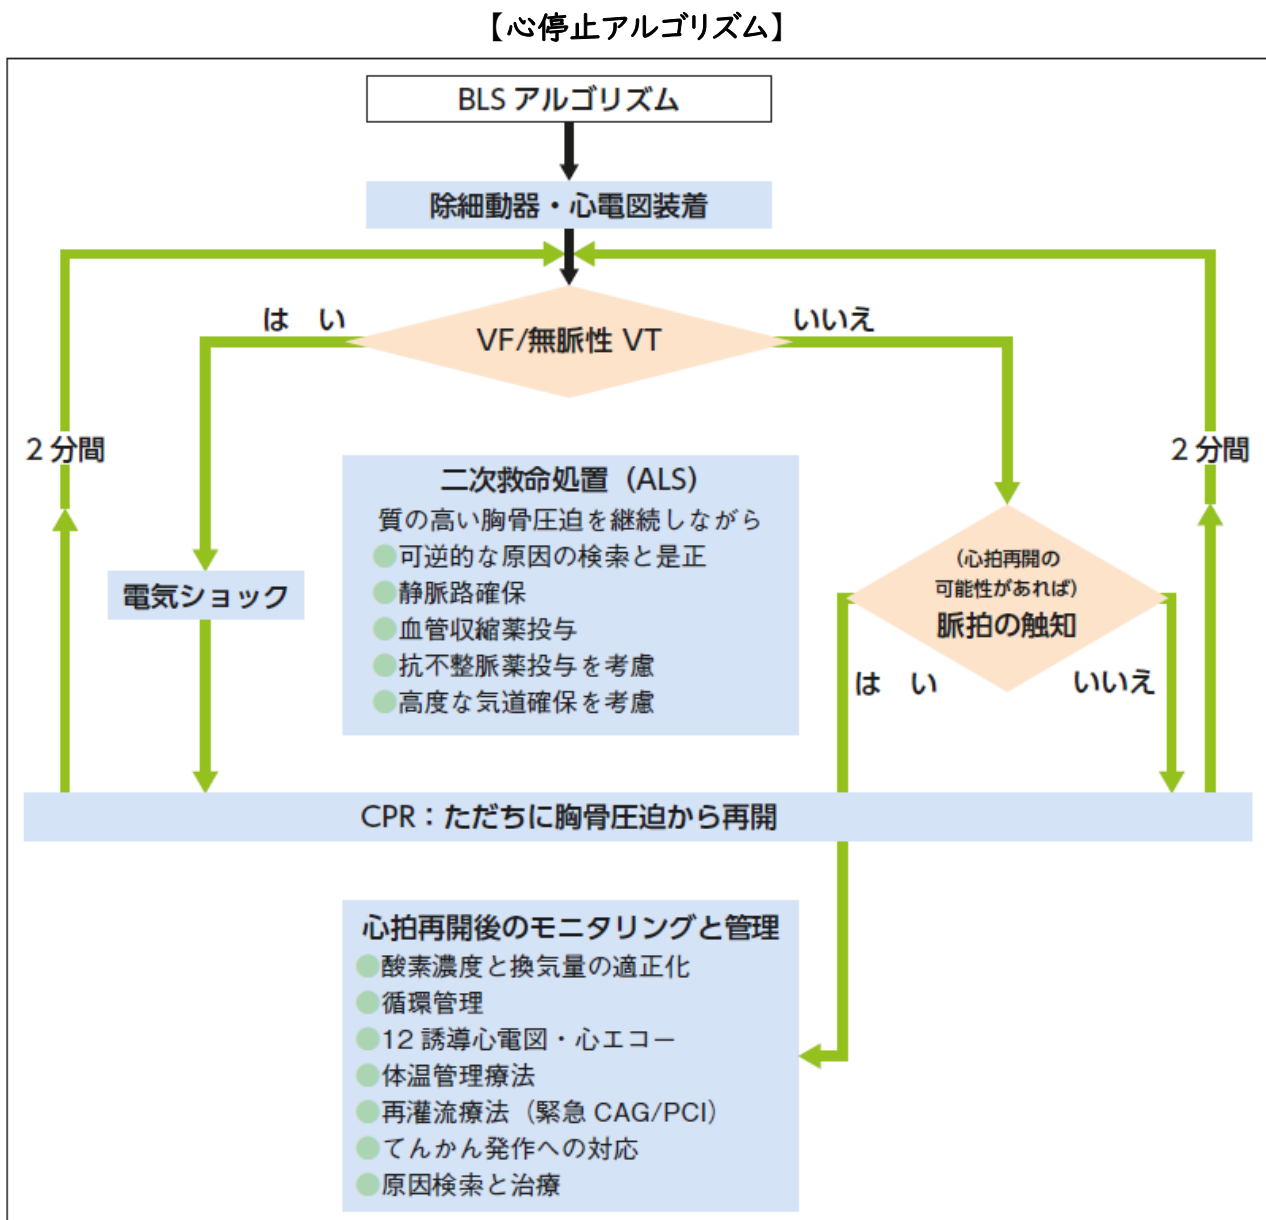 【心停止アルゴリズム】
BLS アルゴリズム
除細動器・心電図装着
は い
VF/無脈性 VT
いいえ
2 分間
2 分間
二次救命処置（ALS）
質の高い胸骨圧迫を継続しながら
●可逆的な原因の検索と是正
●静脈路確保
●血管収縮薬投与
●抗不整脈薬投与を考慮
●高度な気道確保を考慮
電気ショック
（心拍再開の
可能性があれば）
脈拍の触知
は い
いいえ
CPR：ただちに胸骨圧迫から再開
心拍再開後のモニタリングと管理
●酸素濃度と換気量の適正化
●循環管理
●12 誘導心電図・心エコー
●体温管理療法
●再灌流療法（緊急 CAG/PCI）
●てんかん発作への対応
●原因検索と治療